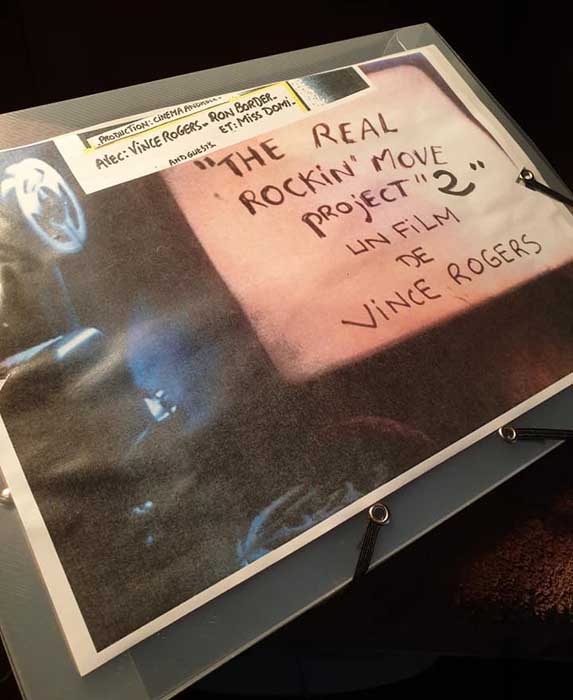 PRODUCTION: CINÉMA
AVEC: VINCE ROGERS - RON BORDER -
ET: MISS DOMI.
AND GUESTS.
"THE REAL
ROCKIN' MOVE
PROJECT "2"
UN FILM
DE
VINCE ROGERS